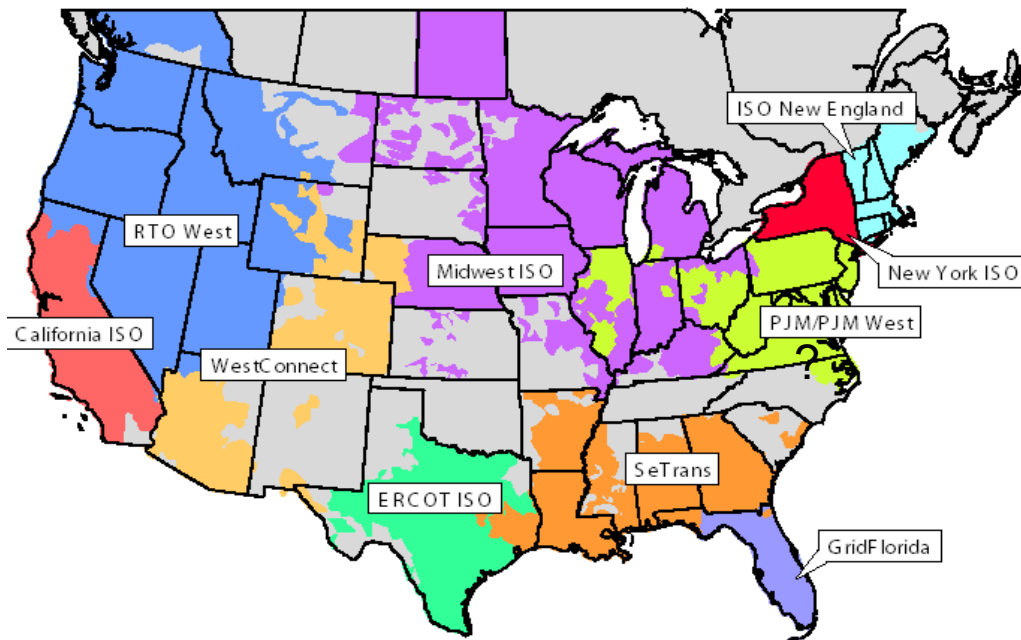 ISO New England
RTO West
Midwest ISO
New York ISO
California ISO
PJM/PJM West
?
WestConnect
SeTrans
ERCOT ISO
GridFlorida